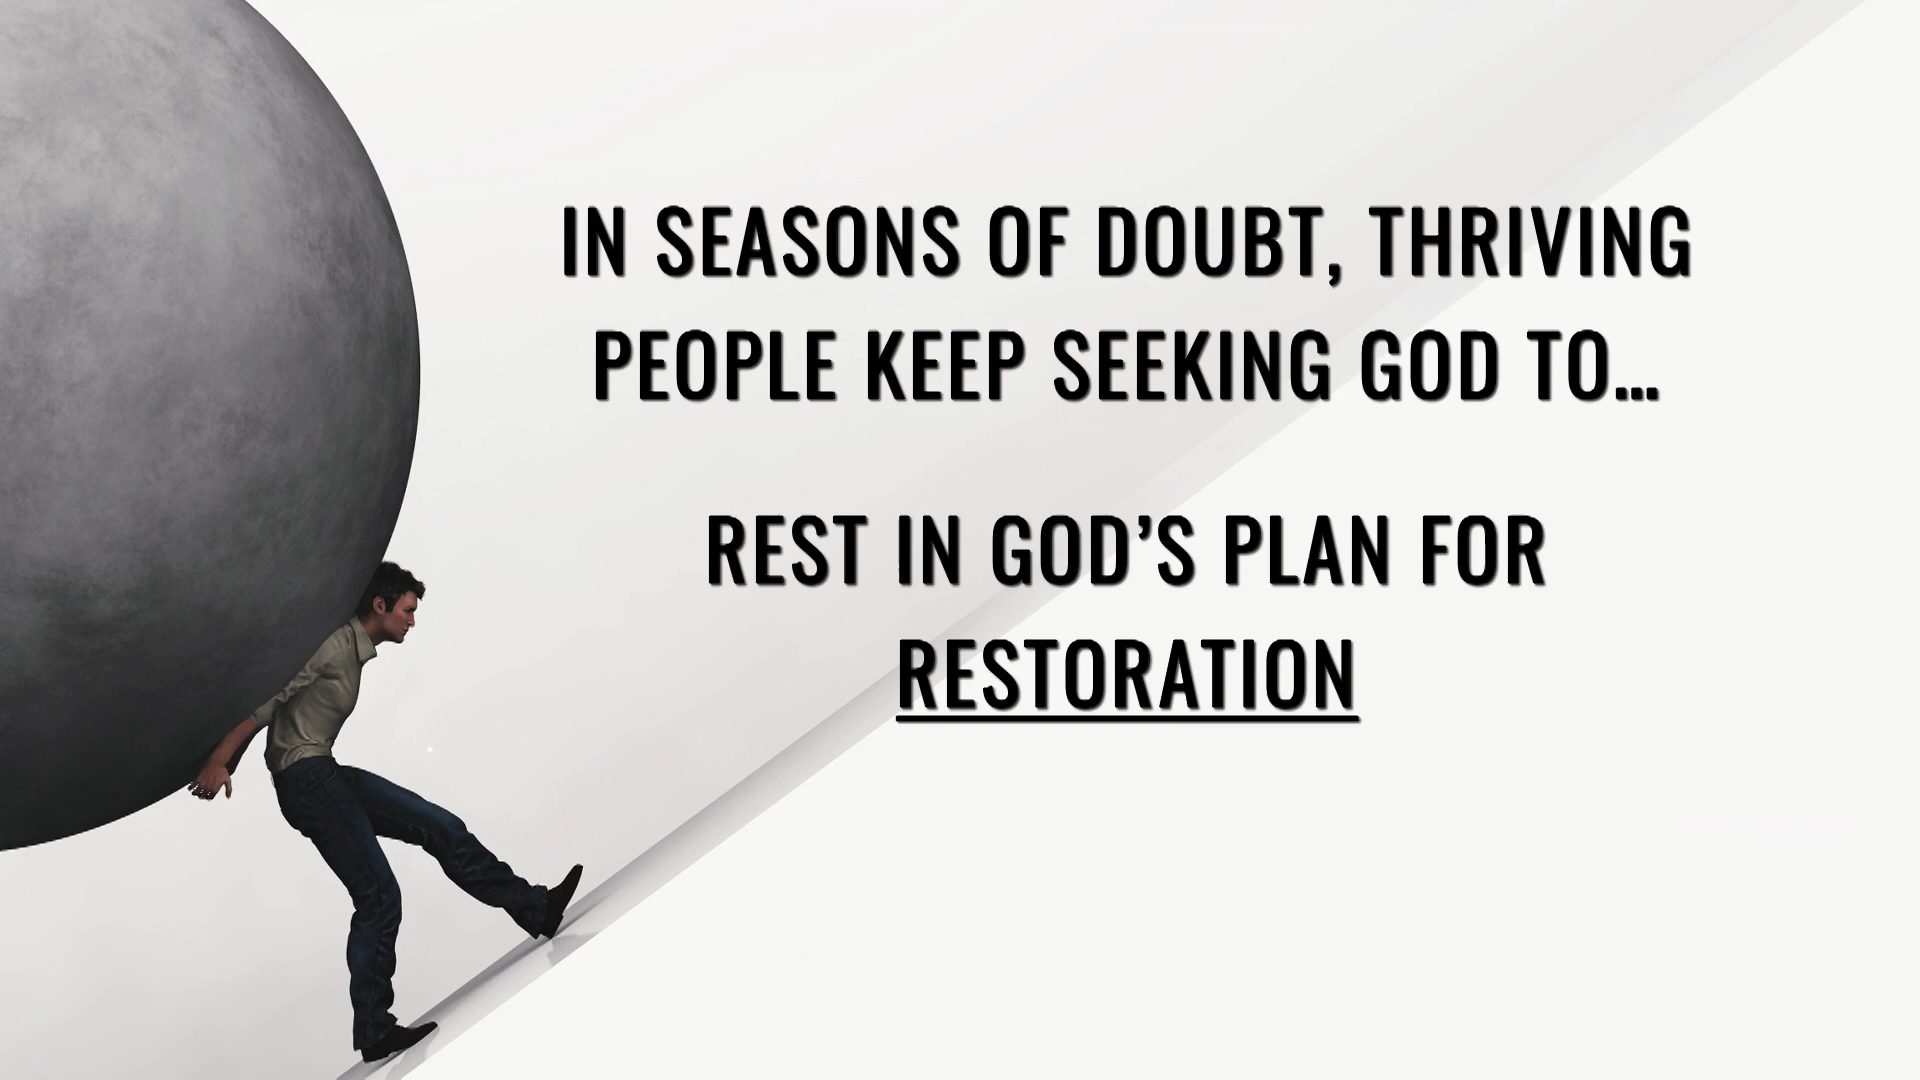 IN SEASONS OF DOUBT, THRIVING
PEOPLE KEEP SEEKING GOD TO...
REST IN GOD’S PLAN FOR
RESTORATION